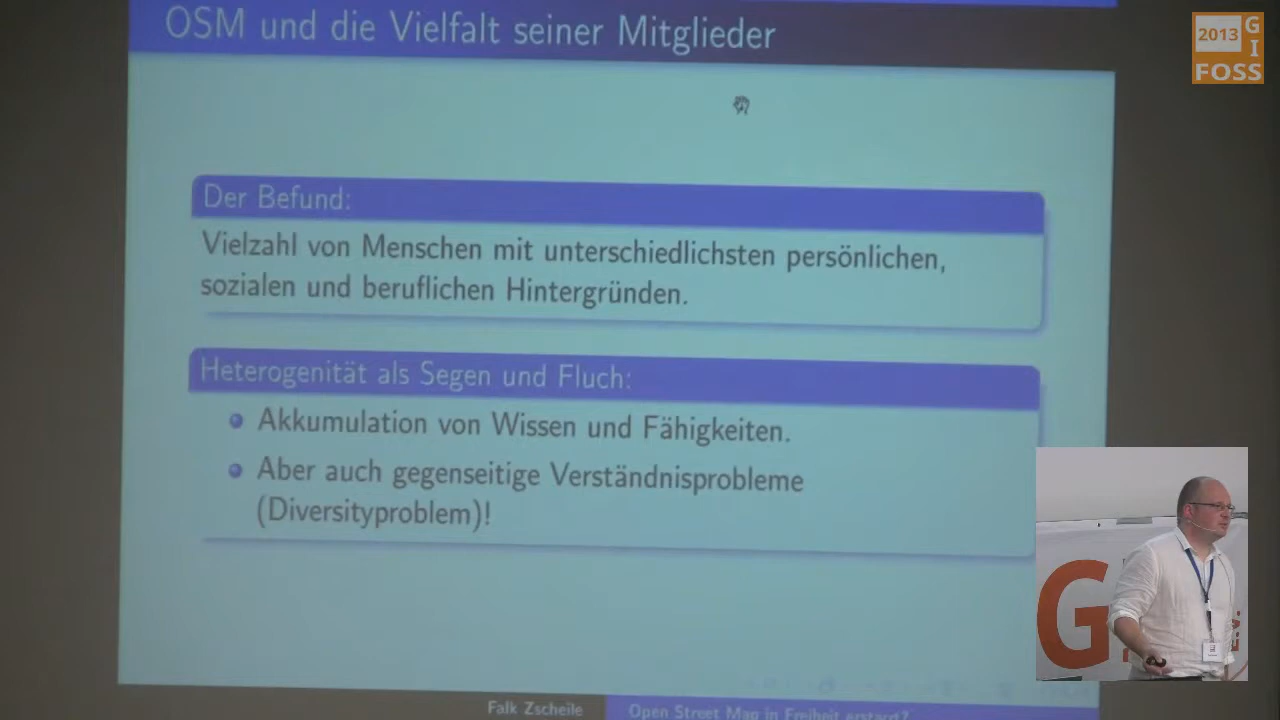 OSM und die Vielfalt seiner Mitglieder
2013
G
I
FOSS
Der Befund:
Vielzahl von Menschen mit unterschiedlichsten persönlichen,
sozialen und beruflichen Hintergründen.
Heterogenität als Segen und Fluch:
Akkumulation von Wissen und Fähigkeiten.
Aber auch gegenseitige Verständnisprobleme
(Diversityproblem)!
G
Falk Zscheile
Open Street Map in Freiheit erstarrt?